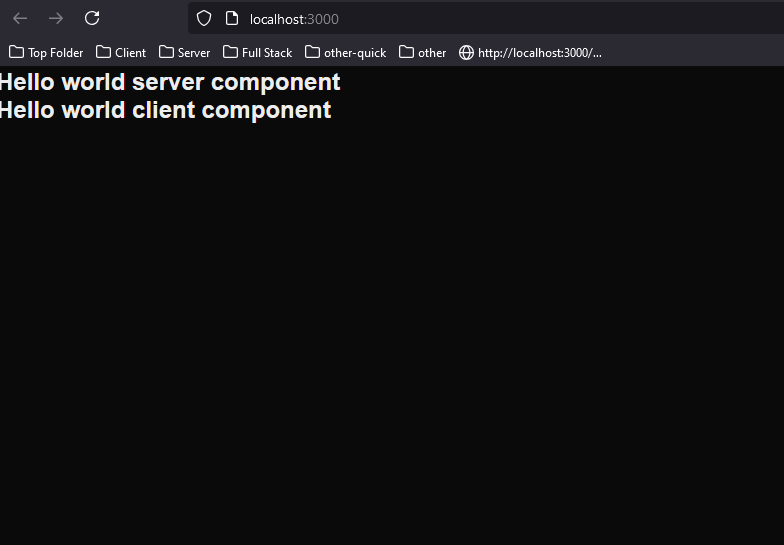 localhost:3000
Top Folder Client Server Full Stack other-quick other http://localhost:3000/...
Hello world server component
Hello world client component